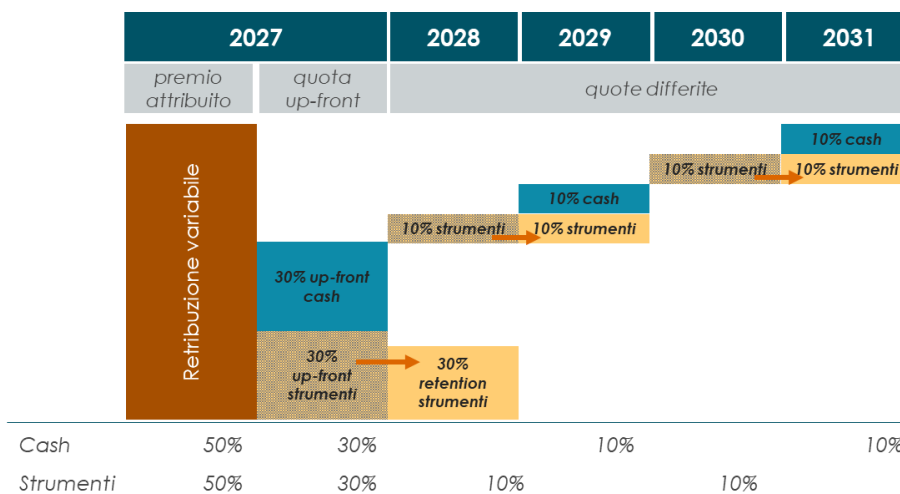 2027 2028 2029 2030 2031
premio
attribuito
quota
up-front
quote differite
Retribuzione variabile
10% cash
10% strumenti 10% strumenti
10% cash
10% strumenti 10% strumenti
30% up-front
cash
30%
up-front
strumenti
30%
retention
strumenti
Cash 50% 30% 10% 10%
Strumenti 50% 30% 10% 10%